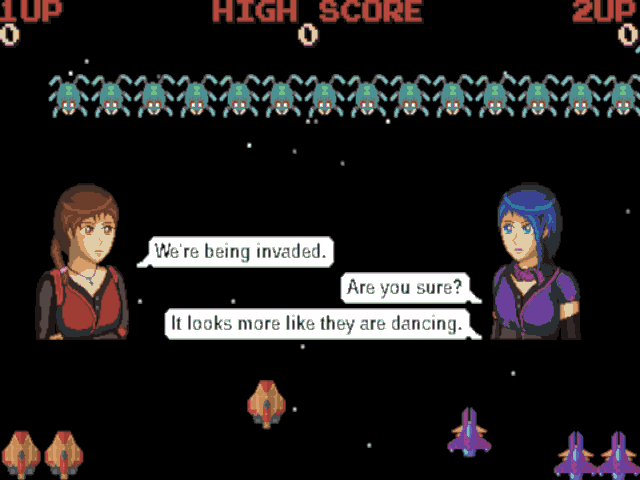 1UP HIGH SCORE 2UP
0 0 0
We're being invaded.
Are you sure?
It looks more like they are dancing.